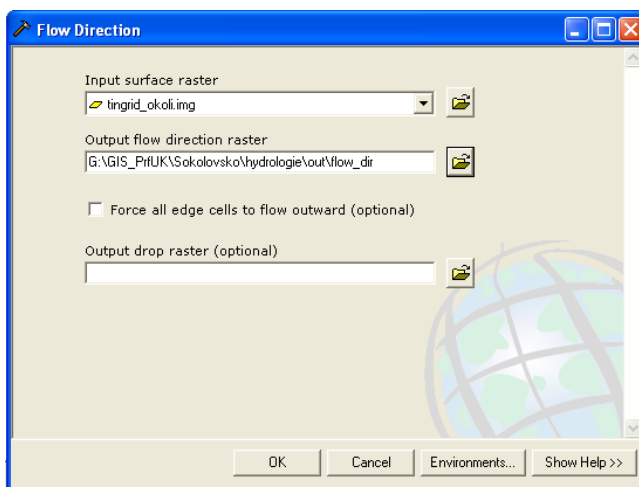 Flow Direction
Input surface raster
tingrid_okoli.img
Output flow direction raster
G:\GIS_PrfUK\Sokolovsko\hydrologie\out\flow_dir
Force all edge cells to flow outward (optional)
Output drop raster (optional)
OK Cancel Environments... Show Help >>